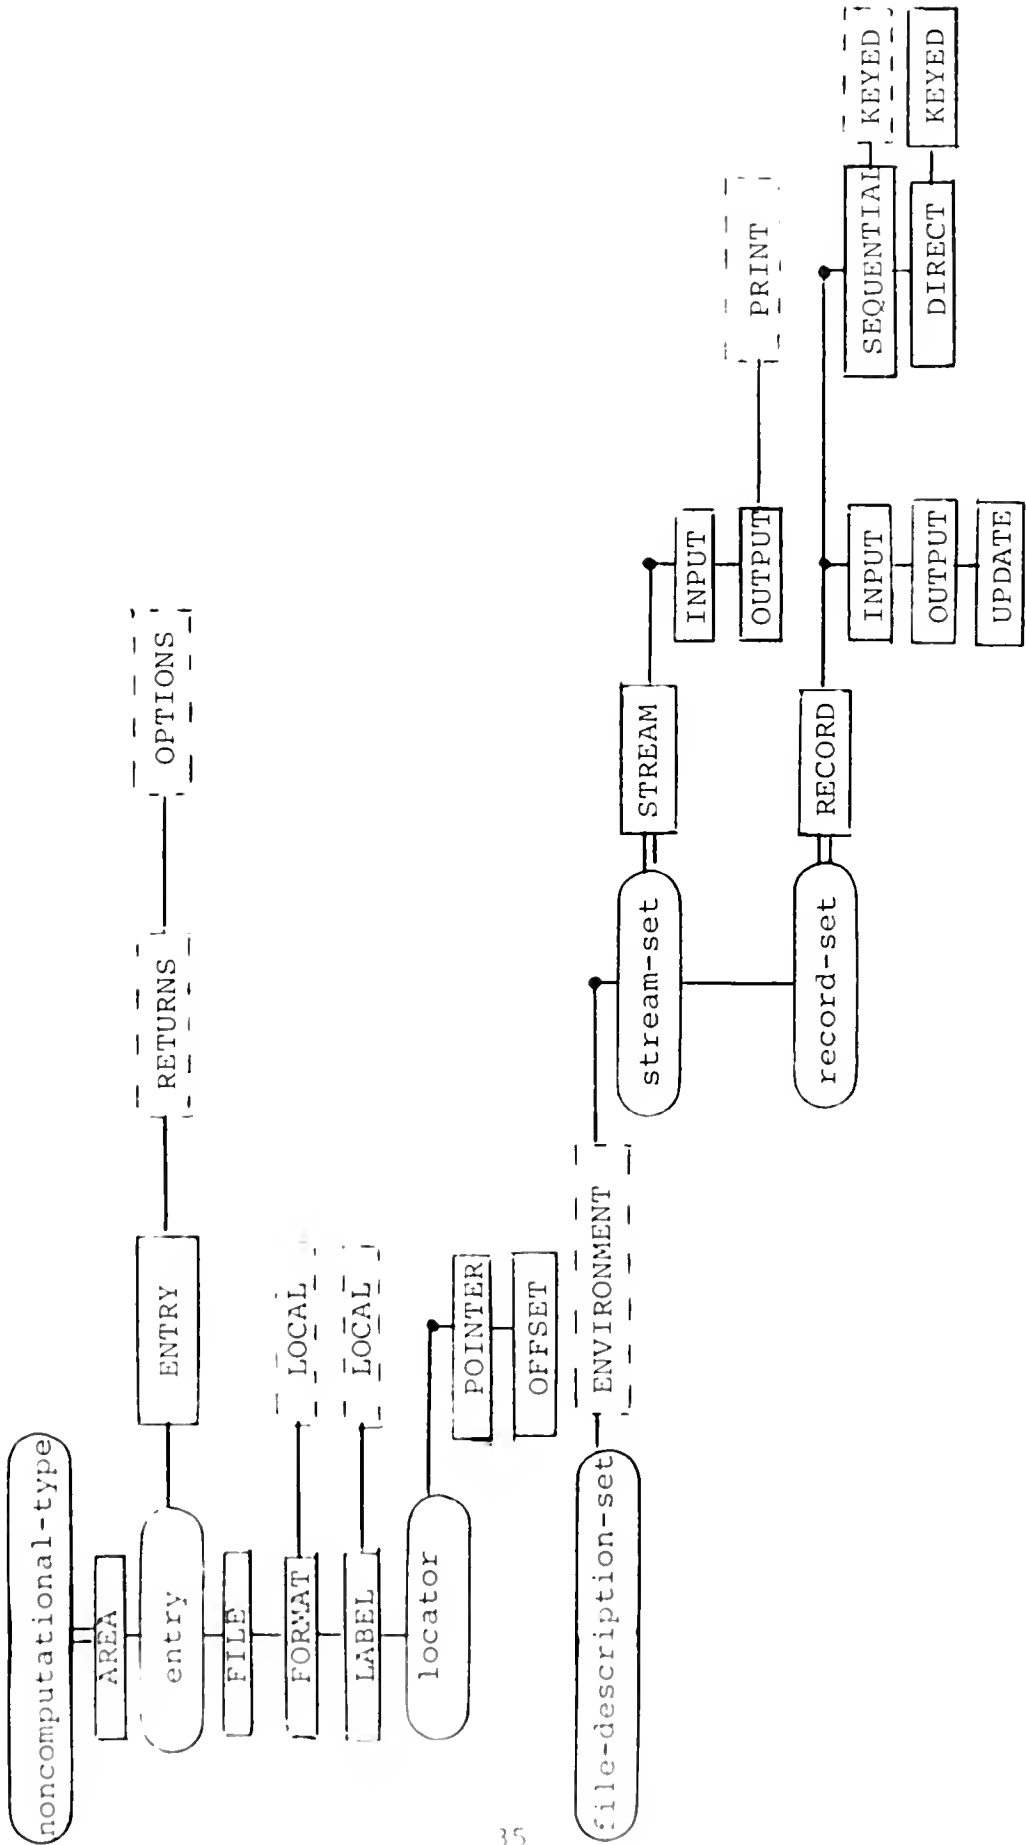 noncomputational-type
AREA
entry
ENTRY
RETURNS
OPTIONS
FILE
FORMAT
LOCAL
LABEL
LOCAL
locator
POINTER
OFFSET
file-description-set
ENVIRONMENT
stream-set
STREAM
INPUT
OUTPUT
PRINT
record-set
RECORD
INPUT
OUTPUT
UPDATE
SEQUENTIAL
KEYED
DIRECT
KEYED
35